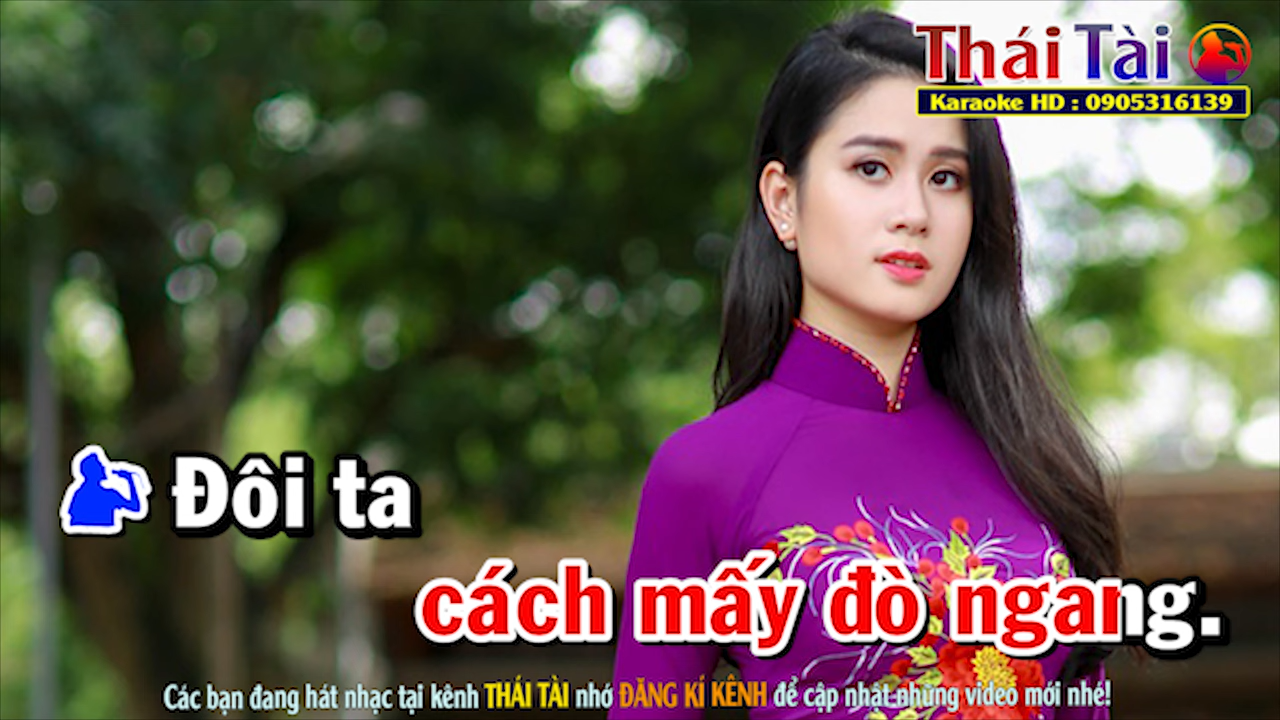 Thái Tài
Karaoke HD : 0905316139
Đôi ta
cách mấy đò ngang.
Các bạn đang hát nhạc tại kênh THÁI TÀI nhớ ĐĂNG KÍ KÊNH để cập nhật những video mới nhé!